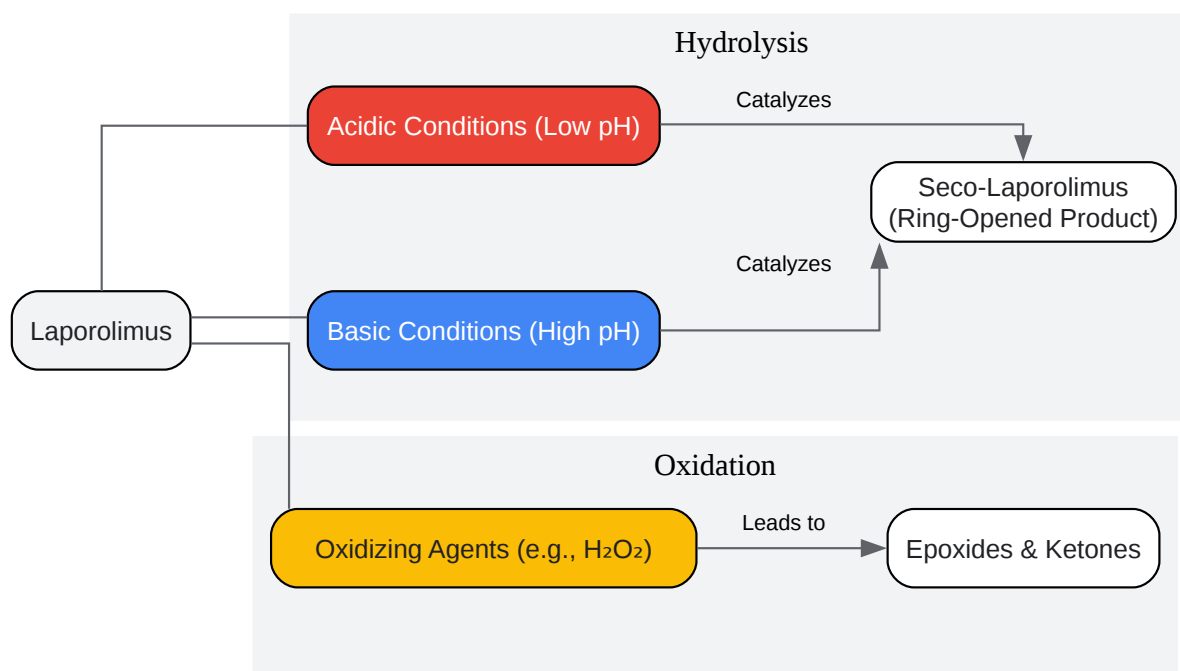 Hydrolysis
Catalyzes
Acidic Conditions (Low pH)
Seco-Laporolimus
(Ring-Opened Product)
Catalyzes
Laporolimus
Basic Conditions (High pH)
Oxidation
Leads to
Oxidizing Agents (e.g., H₂O₂)
Epoxides & Ketones